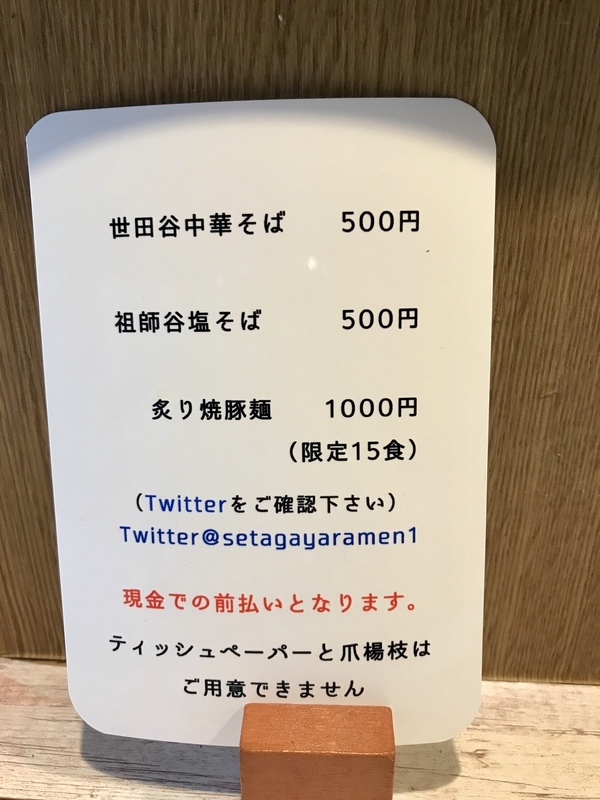 世田谷中華そば 500円
祖師谷塩そば 500円
炙り焼豚麺 1000円
（限定15食）
（Twitterをご確認下さい）
Twitter@setagayaramen1
現金での前払いとなります。
ティッシュペーパーと爪楊枝は
ご用意できません